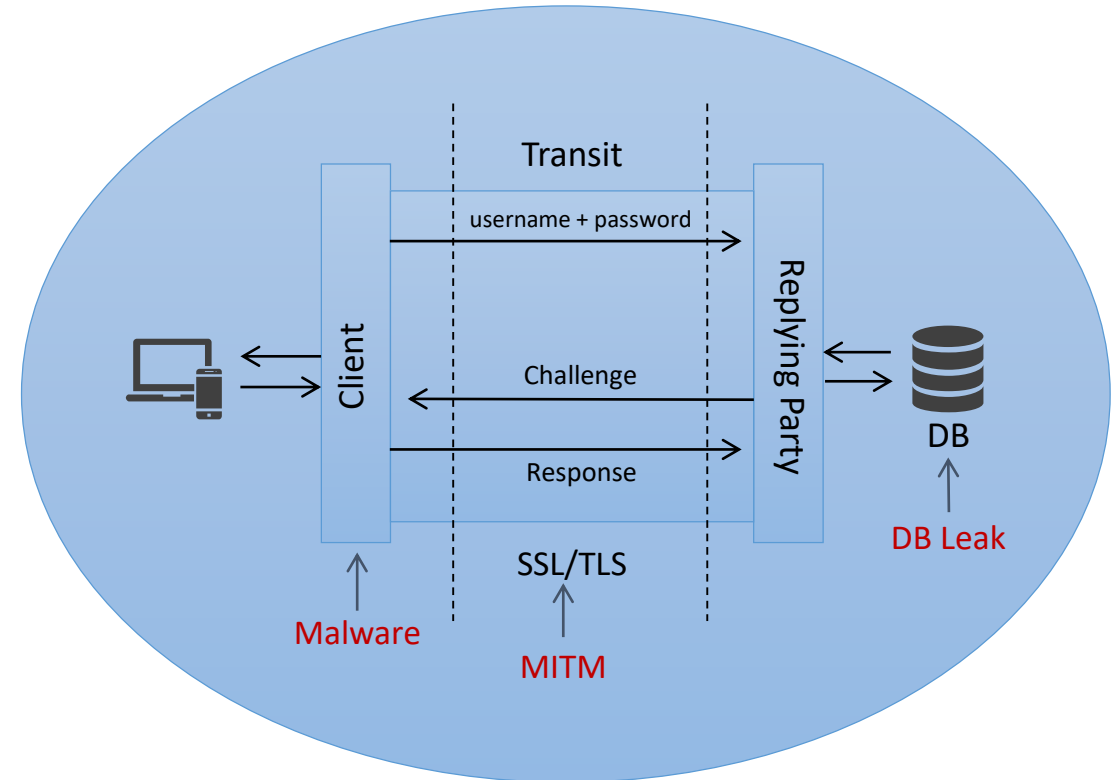 Transit
username + password
Client
Challenge
Replying Party
Response
DB
SSL/TLS
DB Leak
Malware
MITM